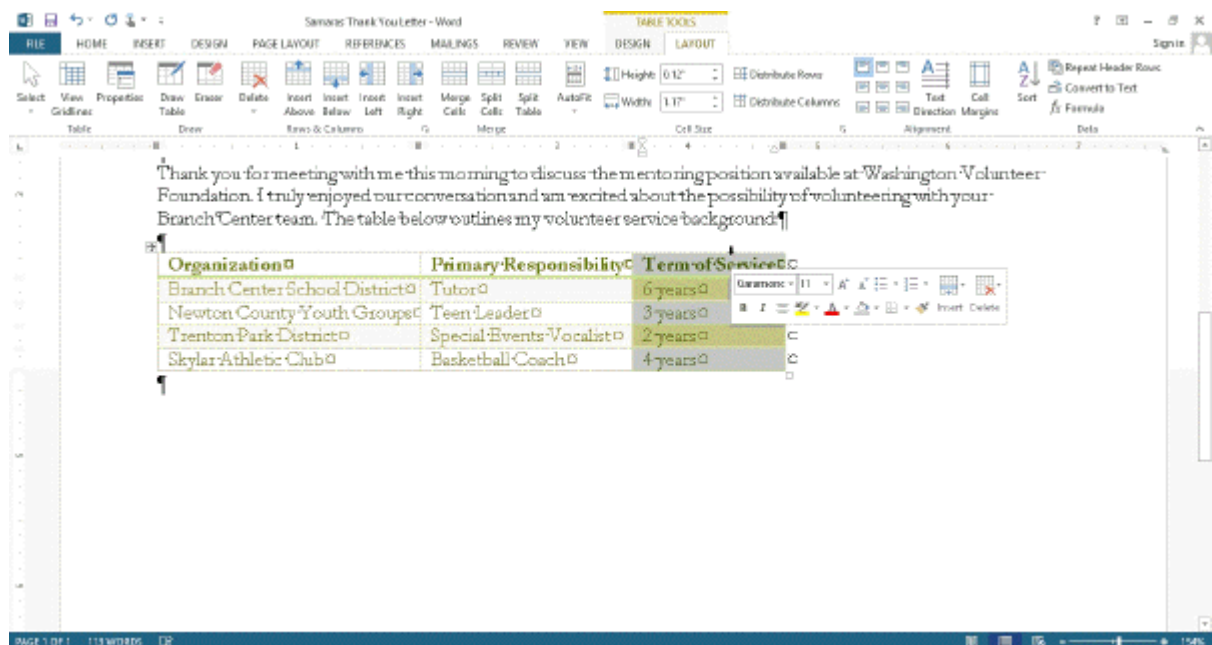 Samaras Thank You Letter - Word
TABLE TOOLS
FILE HOME INSERT DESIGN PAGE LAYOUT REFERENCES MAILINGS REVIEW VIEW DESIGN LAYOUT Sign in
Height: 0.12" Distribute Rows Repeat Header Rows
Convert to Text
Width: 1.17" Distribute Columns Formula
Select View Gridlines Properties Draw Table Eraser Delete Insert Above Insert Below Insert Left Insert Right Merge Cells Split Cells Split Table AutoFit Text Direction Cell Margins Sort
Table Draw Rows & Columns Merge Cell Size Alignment Data
Thank you for meeting with me this morning to discuss the mentoring position available at Washington Volunteer
Foundation. I truly enjoyed our conversation and am excited about the possibility of volunteering with your
Branch Center team. The table below outlines my volunteer service background:¶
¶
Organization Primary Responsibility Term of Service
Branch Center School District Tutor 6 years
Newton County Youth Groups Teen Leader 3 years
Trenton Park District Special Events Vocalist 2 years
Skylar Athletic Club Basketball Coach 4 years
¶
Garamond 11
B I Insert Delete
PAGE 1 OF 1 119 WORDS 154%